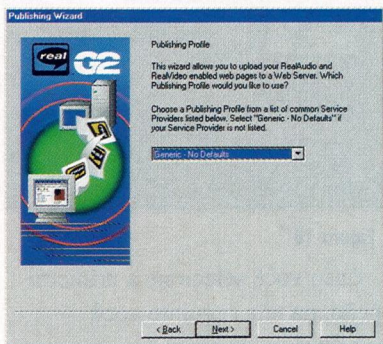 Publishing Wizard
real G2
Publishing Profile
This wizard allows you to upload your RealAudio and
RealVideo enabled web pages to a Web Server. Which
Publishing Profile would you like to use?
Choose a Publishing Profile from a list of common Service
Providers listed below. Select "Generic - No Defaults" if
your Service Provider is not listed.
Generic - No Defaults
< Back
Next >
Cancel
Help